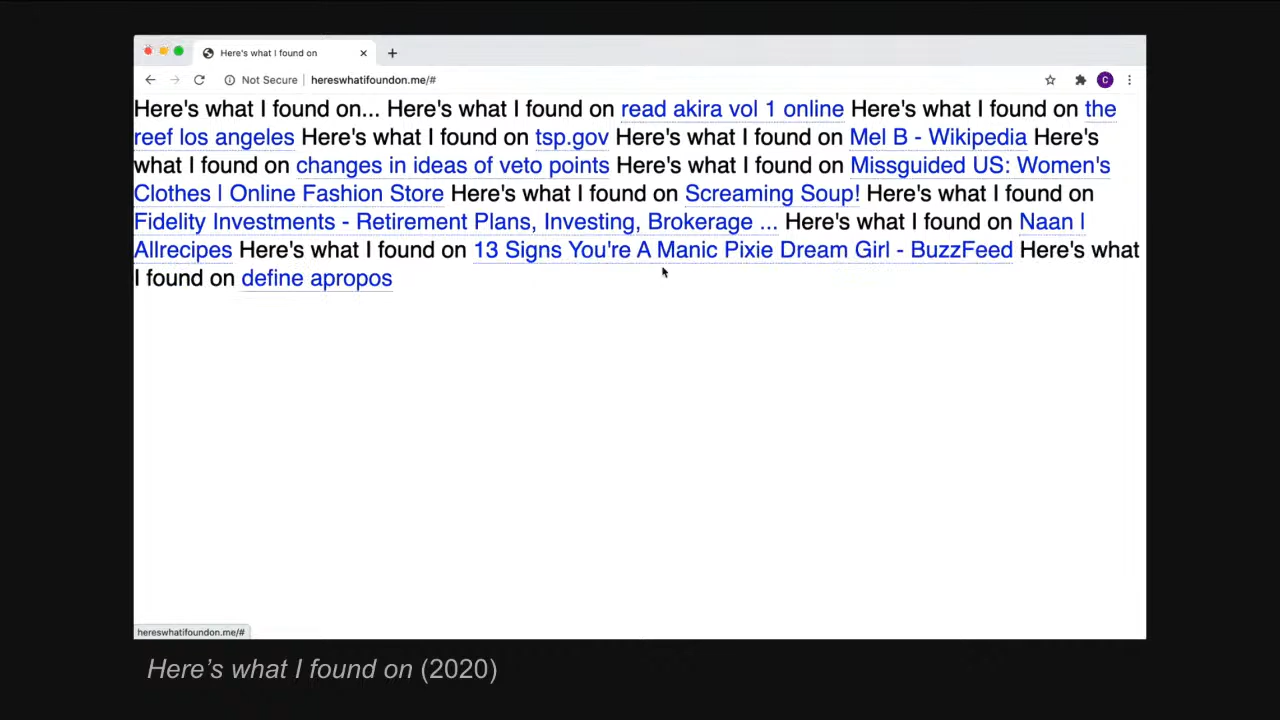 Here's what I found on
Not Secure | hereswhatifoundon.me/#
C
Here's what I found on... Here's what I found on read akira vol 1 online Here's what I found on the
reef los angeles Here's what I found on tsp.gov Here's what I found on Mel B - Wikipedia Here's
what I found on changes in ideas of veto points Here's what I found on Missguided US: Women's
Clothes | Online Fashion Store Here's what I found on Screaming Soup! Here's what I found on
Fidelity Investments - Retirement Plans, Investing, Brokerage ... Here's what I found on Naan |
Allrecipes Here's what I found on 13 Signs You're A Manic Pixie Dream Girl - BuzzFeed Here's what
I found on define apropos
hereswhatifoundon.me/#
Here’s what I found on (2020)